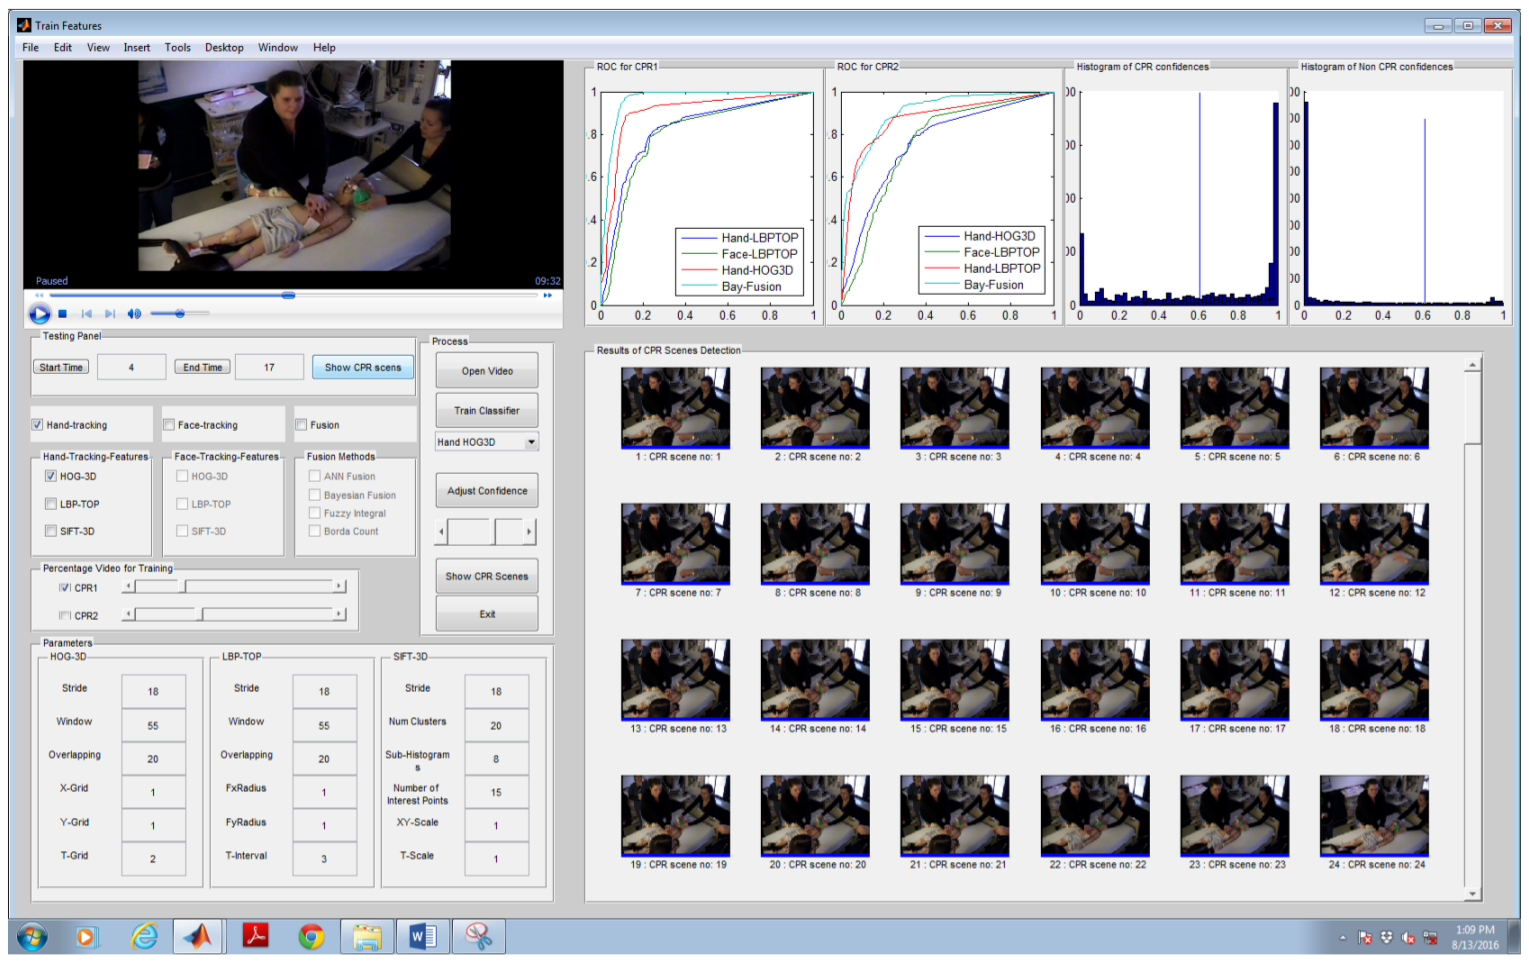 Train Features
File Edit View Insert Tools Desktop Window Help
Paused 09:32
ROC for CPR1
1
.8
.6
.4
.2
0
0 0.2 0.4 0.6 0.8 1
Hand-LBPTOP
Face-LBPTOP
Hand-HOG3D
Bay-Fusion
ROC for CPR2
1
.8
.6
.4
.2
0
0 0.2 0.4 0.6 0.8 1
Hand-HOG3D
Face-LBPTOP
Hand-LBPTOP
Bay-Fusion
Histogram of CPR confidences
00
00
00
00
0
0 0.2 0.4 0.6 0.8 1
Histogram of Non CPR confidences
00
00
00
00
00
00
00
00
0
0 0.2 0.4 0.6 0.8 1
Testing Panel
Start Time 4 End Time 17 Show CPR scens
Hand-tracking Face-tracking Fusion
Hand-Tracking-Features
HOG-3D
LBP-TOP
SIFT-3D
Face-Tracking-Features
HOG-3D
LBP-TOP
SIFT-3D
Fusion Methods
ANN Fusion
Bayesian Fusion
Fuzzy Integral
Borda Count
Percentage Video for Training
CPR1
CPR2
Process
Open Video
Train Classifier
Hand HOG3D
Adjust Confidence
Show CPR Scenes
Exit
Parameters
HOG-3D
Stride 18
Window 55
Overlapping 20
X-Grid 1
Y-Grid 1
T-Grid 2
LBP-TOP
Stride 18
Window 55
Overlapping 20
FxRadius 1
FyRadius 1
T-Interval 3
SIFT-3D
Stride 18
Num Clusters 20
Sub-Histogram
s 8
Number of
Interest Points 15
XY-Scale 1
T-Scale 1
Results of CPR Scenes Detection
1 : CPR scene no: 1 2 : CPR scene no: 2 3 : CPR scene no: 3 4 : CPR scene no: 4 5 : CPR scene no: 5 6 : CPR scene no: 6
7 : CPR scene no: 7 8 : CPR scene no: 8 9 : CPR scene no: 9 10 : CPR scene no: 10 11 : CPR scene no: 11 12 : CPR scene no: 12
13 : CPR scene no: 13 14 : CPR scene no: 14 15 : CPR scene no: 15 16 : CPR scene no: 16 17 : CPR scene no: 17 18 : CPR scene no: 18
19 : CPR scene no: 19 20 : CPR scene no: 20 21 : CPR scene no: 21 22 : CPR scene no: 22 23 : CPR scene no: 23 24 : CPR scene no: 24
1:09 PM
8/13/2016